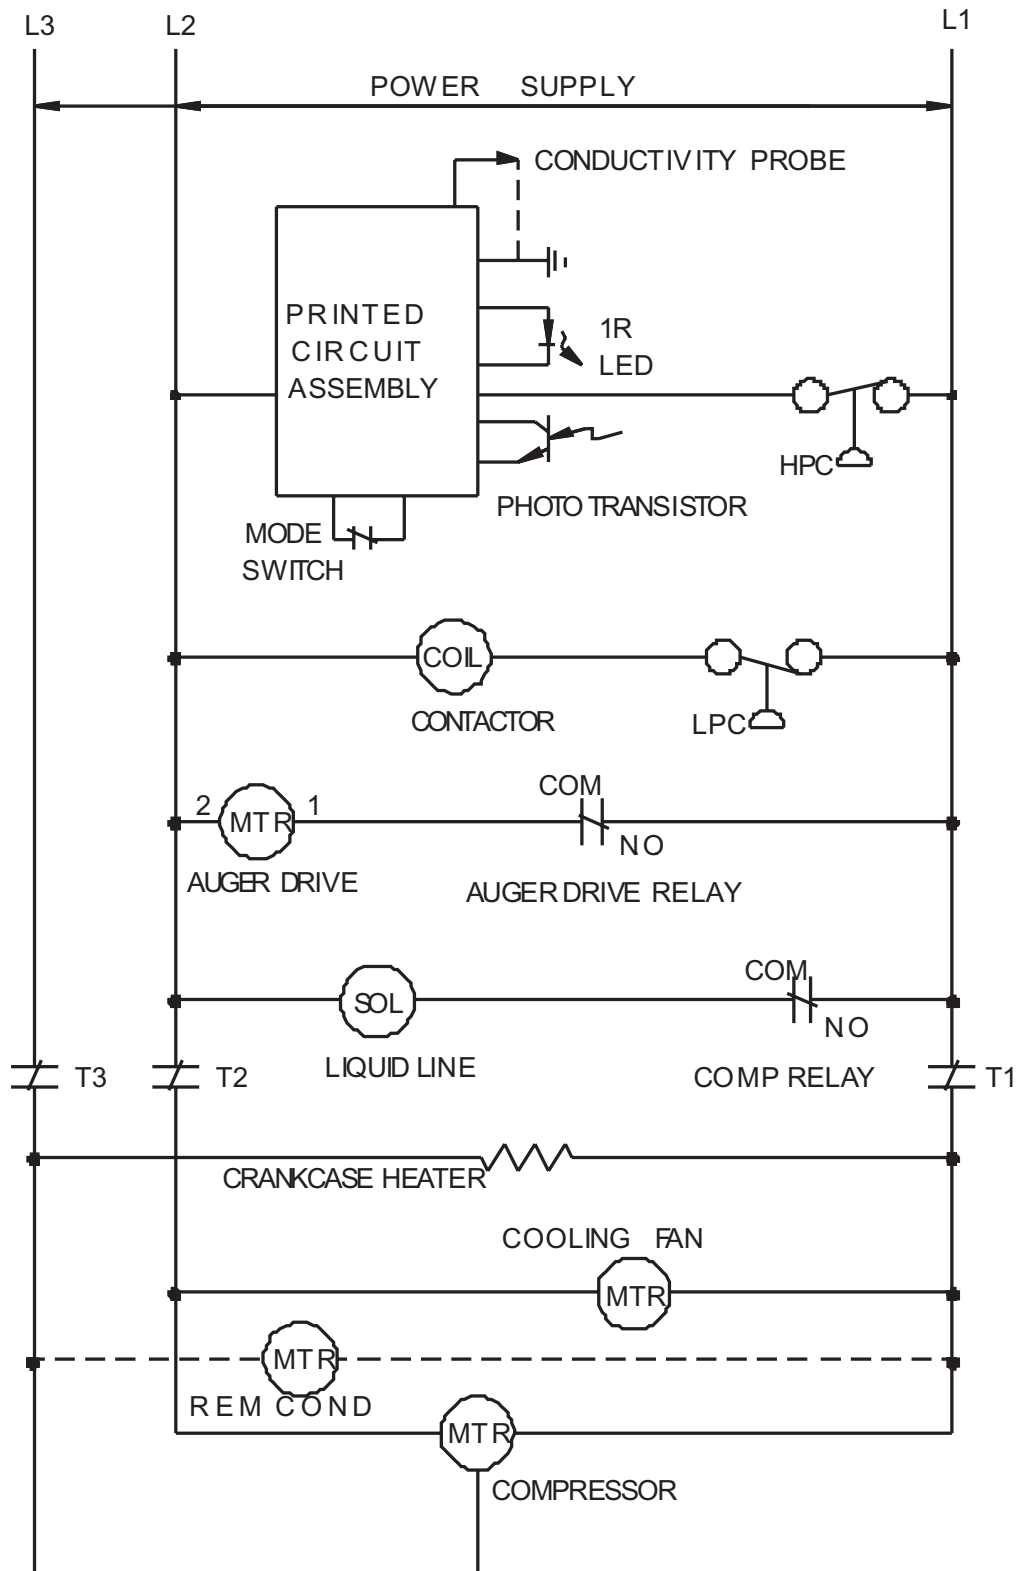 L3 L2 L1
POWER SUPPLY
CONDUCTIVITY PROBE
PRINTED
CIRCUIT
ASSEMBLY
1R
LED
HPC
PHOTO TRANSISTOR
MODE
SWITCH
COIL
CONTACTOR
LPC
2 MTR 1
COM
NO
AUGER DRIVE
AUGER DRIVE RELAY
COM
SOL
NO
LIQUID LINE
COMP RELAY
T3 T2 T1
CRANKCASE HEATER
COOLING FAN
MTR
MTR
REM COND
MTR
COMPRESSOR